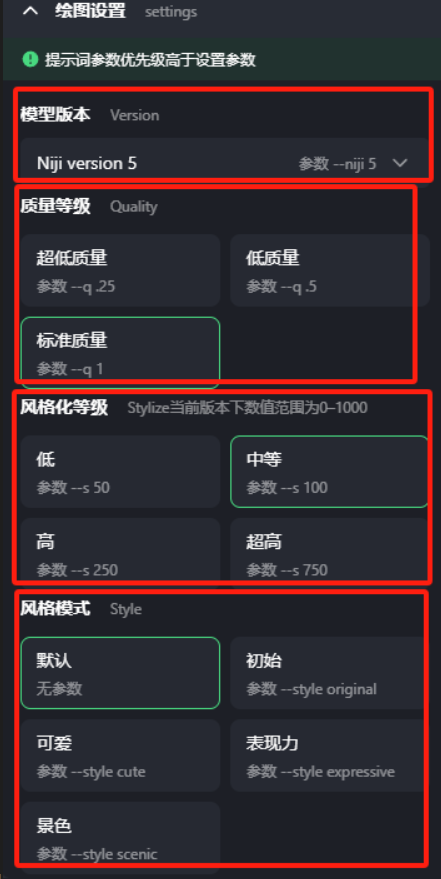 绘图设置 settings
提示词参数优先级高于设置参数
模型版本 Version
Niji version 5 参数 --niji 5
质量等级 Quality
超低质量 低质量
参数 --q .25 参数 --q .5
标准质量
参数 --q 1
风格化等级 Stylize当前版本下数值范围为0-1000
低 中等
参数 --s 50 参数 --s 100
高 超高
参数 --s 250 参数 --s 750
风格模式 Style
默认 初始
无参数 参数 --style original
可爱 表现力
参数 --style cute 参数 --style expressive
景色
参数 --style scenic